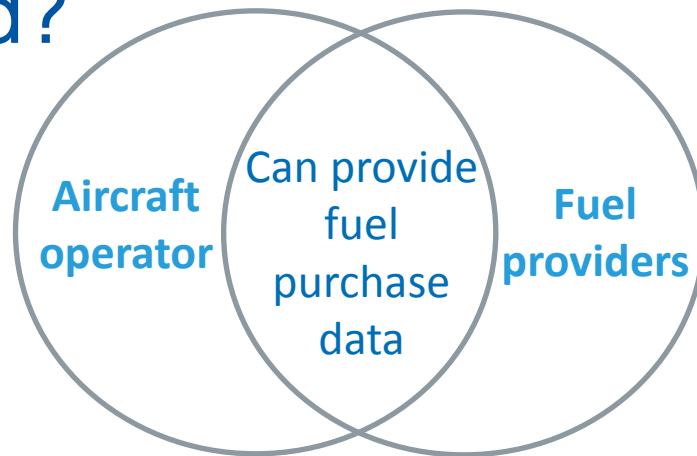 d?
Aircraft
operator
Can provide
fuel
purchase
data
Fuel
providers